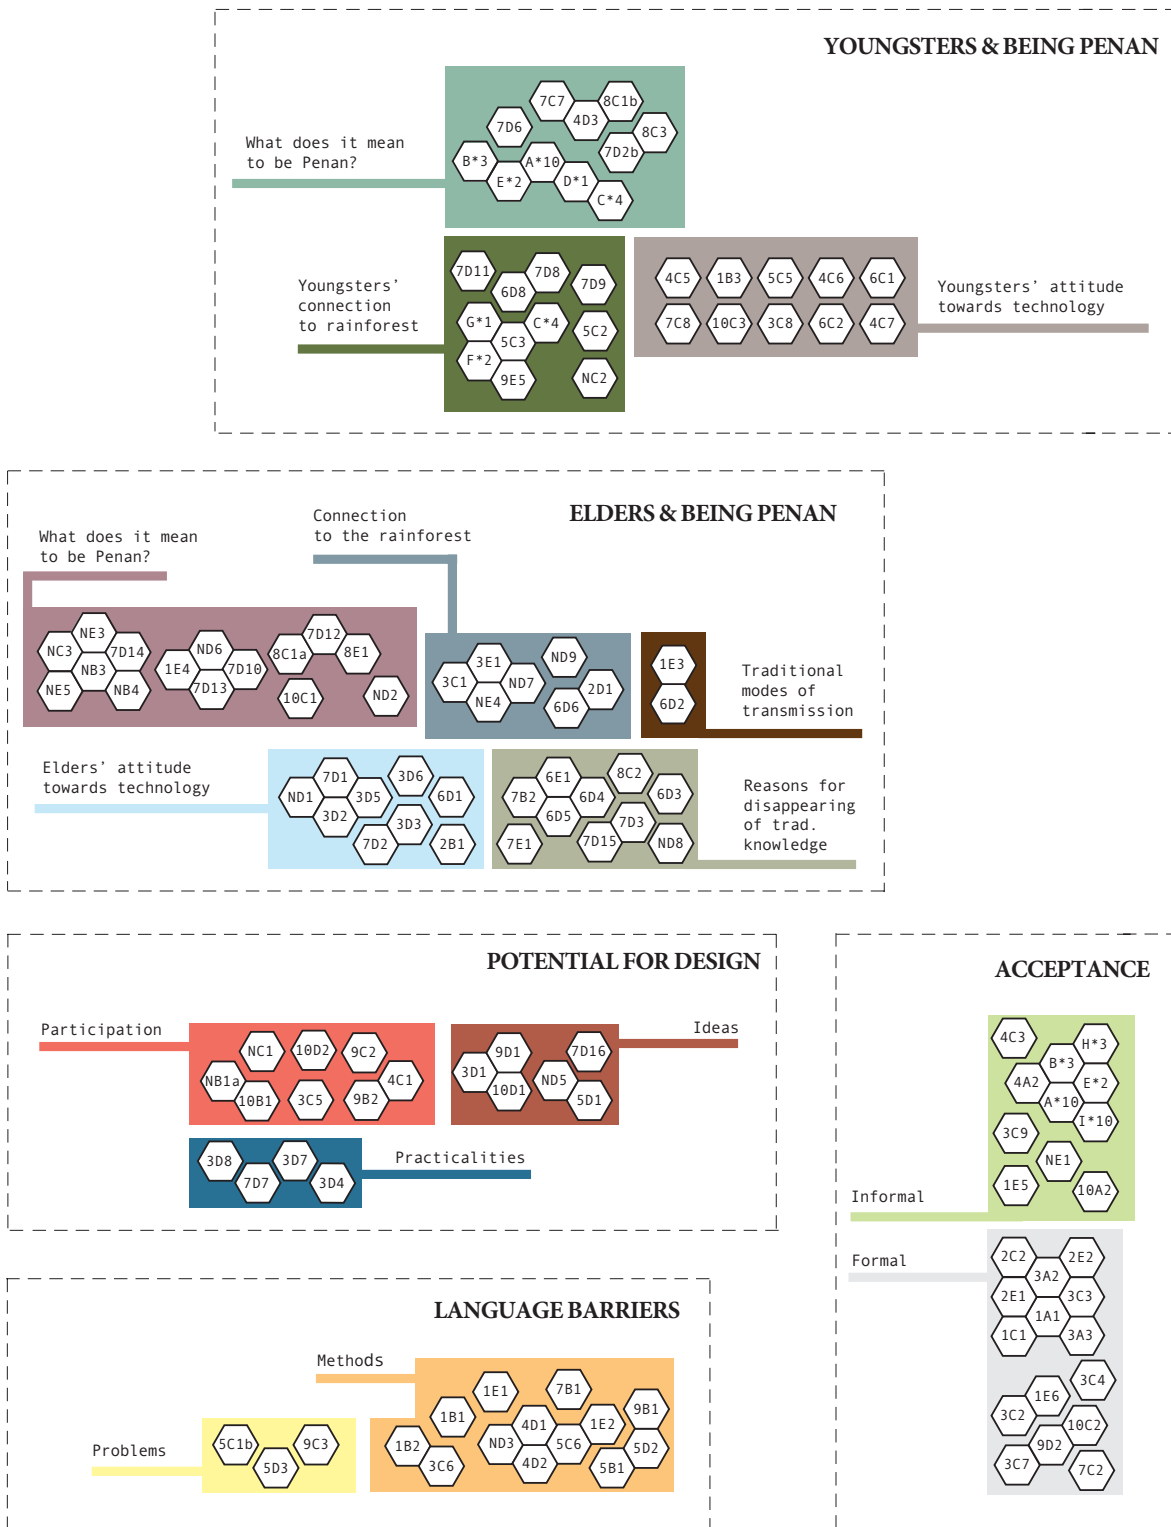 YOUNGSTERS & BEING PENAN
What does it mean
to be Penan?
7C7
8C1b
4D3
7D6
8C3
7D2b
B*3
A*10
E*2
D*1
C*4
Youngsters'
connection
to rainforest
7D11
7D8
6D8
7D9
G*1
C*4
5C3
5C2
F*2
9E5
NC2
4C5
1B3
5C5
4C6
6C1
7C8
10C3
3C8
6C2
4C7
Youngsters' attitude
towards technology
ELDERS & BEING PENAN
What does it mean
to be Penan?
NE3
NC3
7D14
NB3
NE5
NB4
ND6
1E4
7D10
7D13
7D12
8C1a
8E1
10C1
ND2
Connection
to the rainforest
3E1
3C1
ND7
NE4
ND9
2D1
6D6
1E3
6D2
Traditional
modes of
transmission
Elders' attitude
towards technology
7D1
ND1
3D5
3D2
3D6
6D1
3D3
7D2
2B1
6E1
7B2
6D4
6D5
7E1
8C2
6D3
7D3
7D15
ND8
Reasons for
disappearing
of trad.
knowledge
POTENTIAL FOR DESIGN
Participation
NC1
10D2
9C2
NB1a
4C1
10B1
3C5
9B2
Ideas
9D1
7D16
3D1
ND5
10D1
5D1
3D8
3D7
7D7
3D4
Practicalities
ACCEPTANCE
4C3
H*3
B*3
4A2
E*2
A*10
I*10
3C9
NE1
1E5
10A2
Informal
Formal
2C2
2E2
3A2
2E1
3C3
1A1
1C1
3A3
3C4
1E6
3C2
10C2
9D2
3C7
7C2
LANGUAGE BARRIERS
Methods
1E1
7B1
1B1
9B1
4D1
1E2
1B2
ND3
5C6
5D2
3C6
4D2
5B1
Problems
5C1b
9C3
5D3